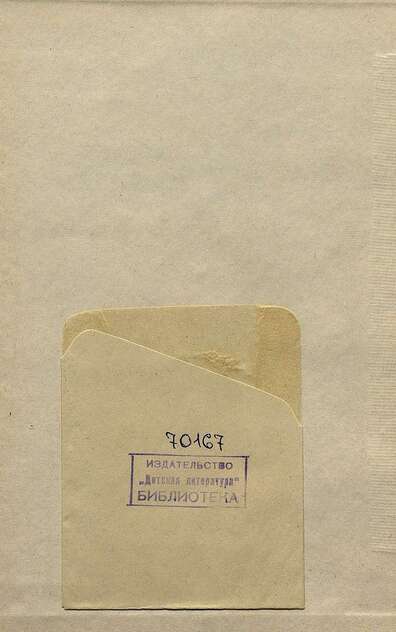 70167
ИЗДАТЕЛЬСТВО
„Детская литература"
БИБЛИОТЕКА